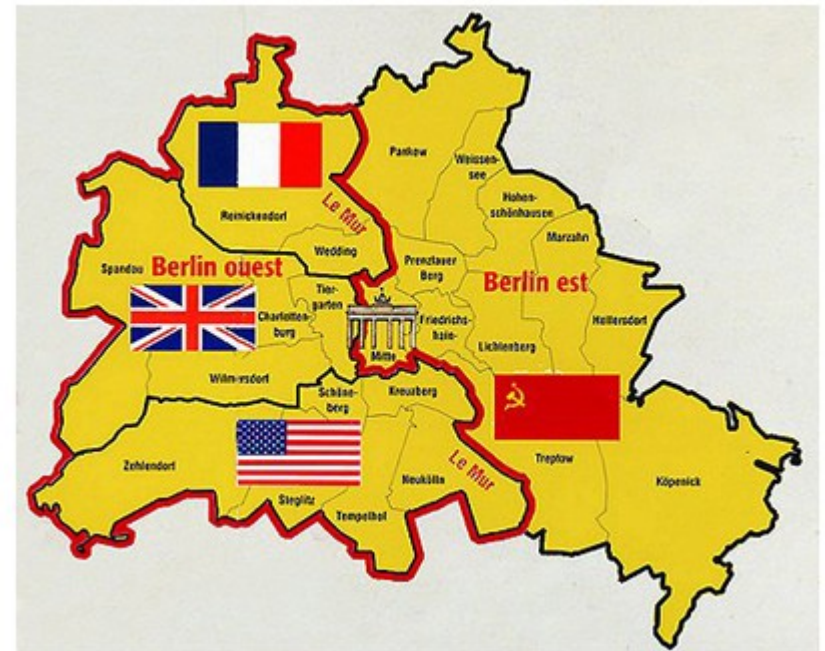 Pankow
Weissen-
see
Hohen-
schönhausen
Marzahn
Reinickendorf
Le Mur
Wedding
Spandau
Berlin ouest
Prenzlauer
Berg
Berlin est
Tier-
garten
Charlotten-
burg
Friedrichs-
hain-
Hellersdorf
Mitte
Lichtenberg
Wilmersdorf
Schöne-
berg
Kreuzberg
Zehlendorf
Steglitz
Tempelhof
Neukölln
Le Mur
Treptow
Köpenick